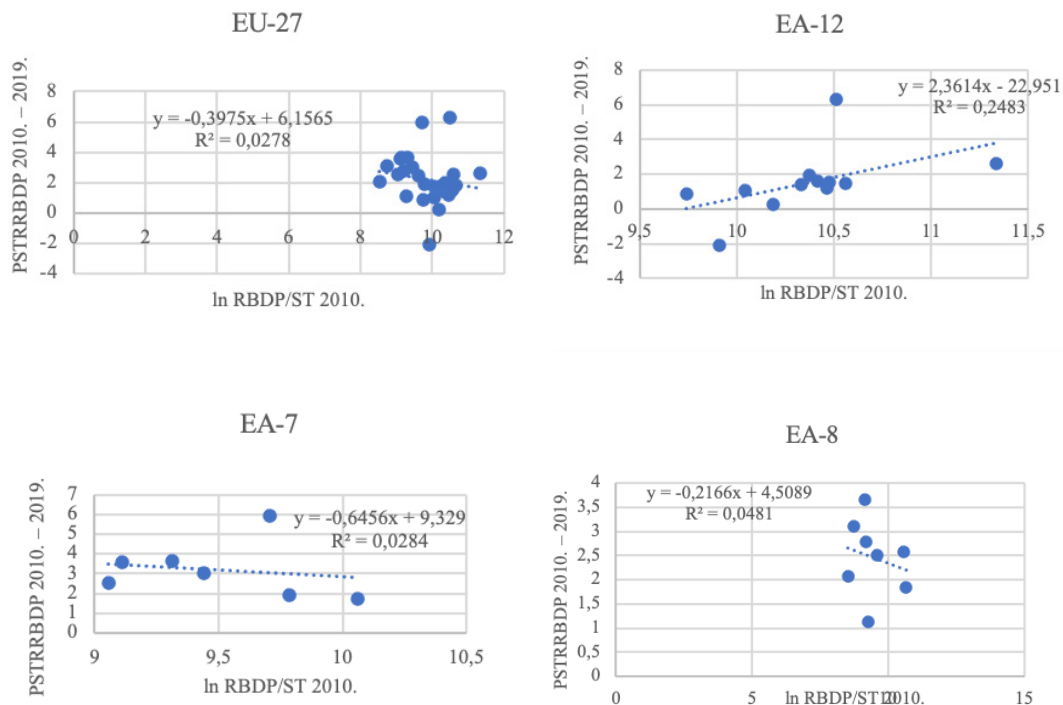 EU-27
PSTRRBDP 2010. – 2019.
8
6
4
2
0
-2
-4
y = -0,3975x + 6,1565
R² = 0,0278
0 2 4 6 8 10 12
ln RBDP/ST 2010.
EA-12
PSTRRBDP 2010. – 2019.
8
6
4
2
0
-2
-4
y = 2,3614x - 22,951
R² = 0,2483
9,5 10 10,5 11 11,5
ln RBDP/ST 2010.
EA-7
PSTRRBDP 2010. – 2019.
7
6
5
4
3
2
1
0
y = -0,6456x + 9,329
R² = 0,0284
9 9,5 10 10,5
ln RBDP/ST 2010.
EA-8
PSTRRBDP 2010. – 2019.
4
3,5
3
2,5
2
1,5
1
0,5
0
y = -0,2166x + 4,5089
R² = 0,0481
0 5 10 15
ln RBDP/ST 2010.